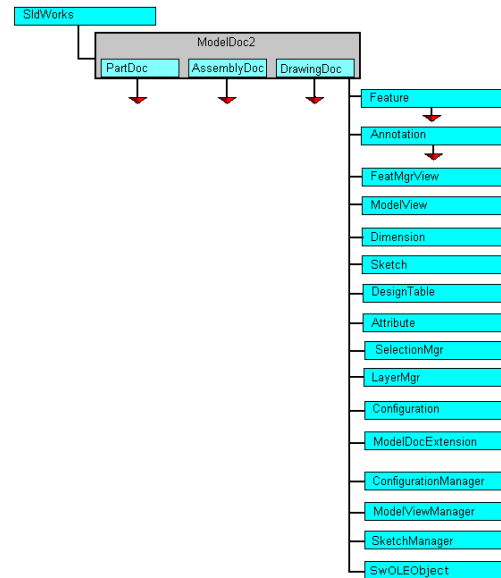 SldWorks
ModelDoc2
PartDoc
AssemblyDoc
DrawingDoc
Feature
Annotation
FeatMgrView
ModelView
Dimension
Sketch
DesignTable
Attribute
SelectionMgr
LayerMgr
Configuration
ModelDocExtension
ConfigurationManager
ModelViewManager
SketchManager
SwOLEObject